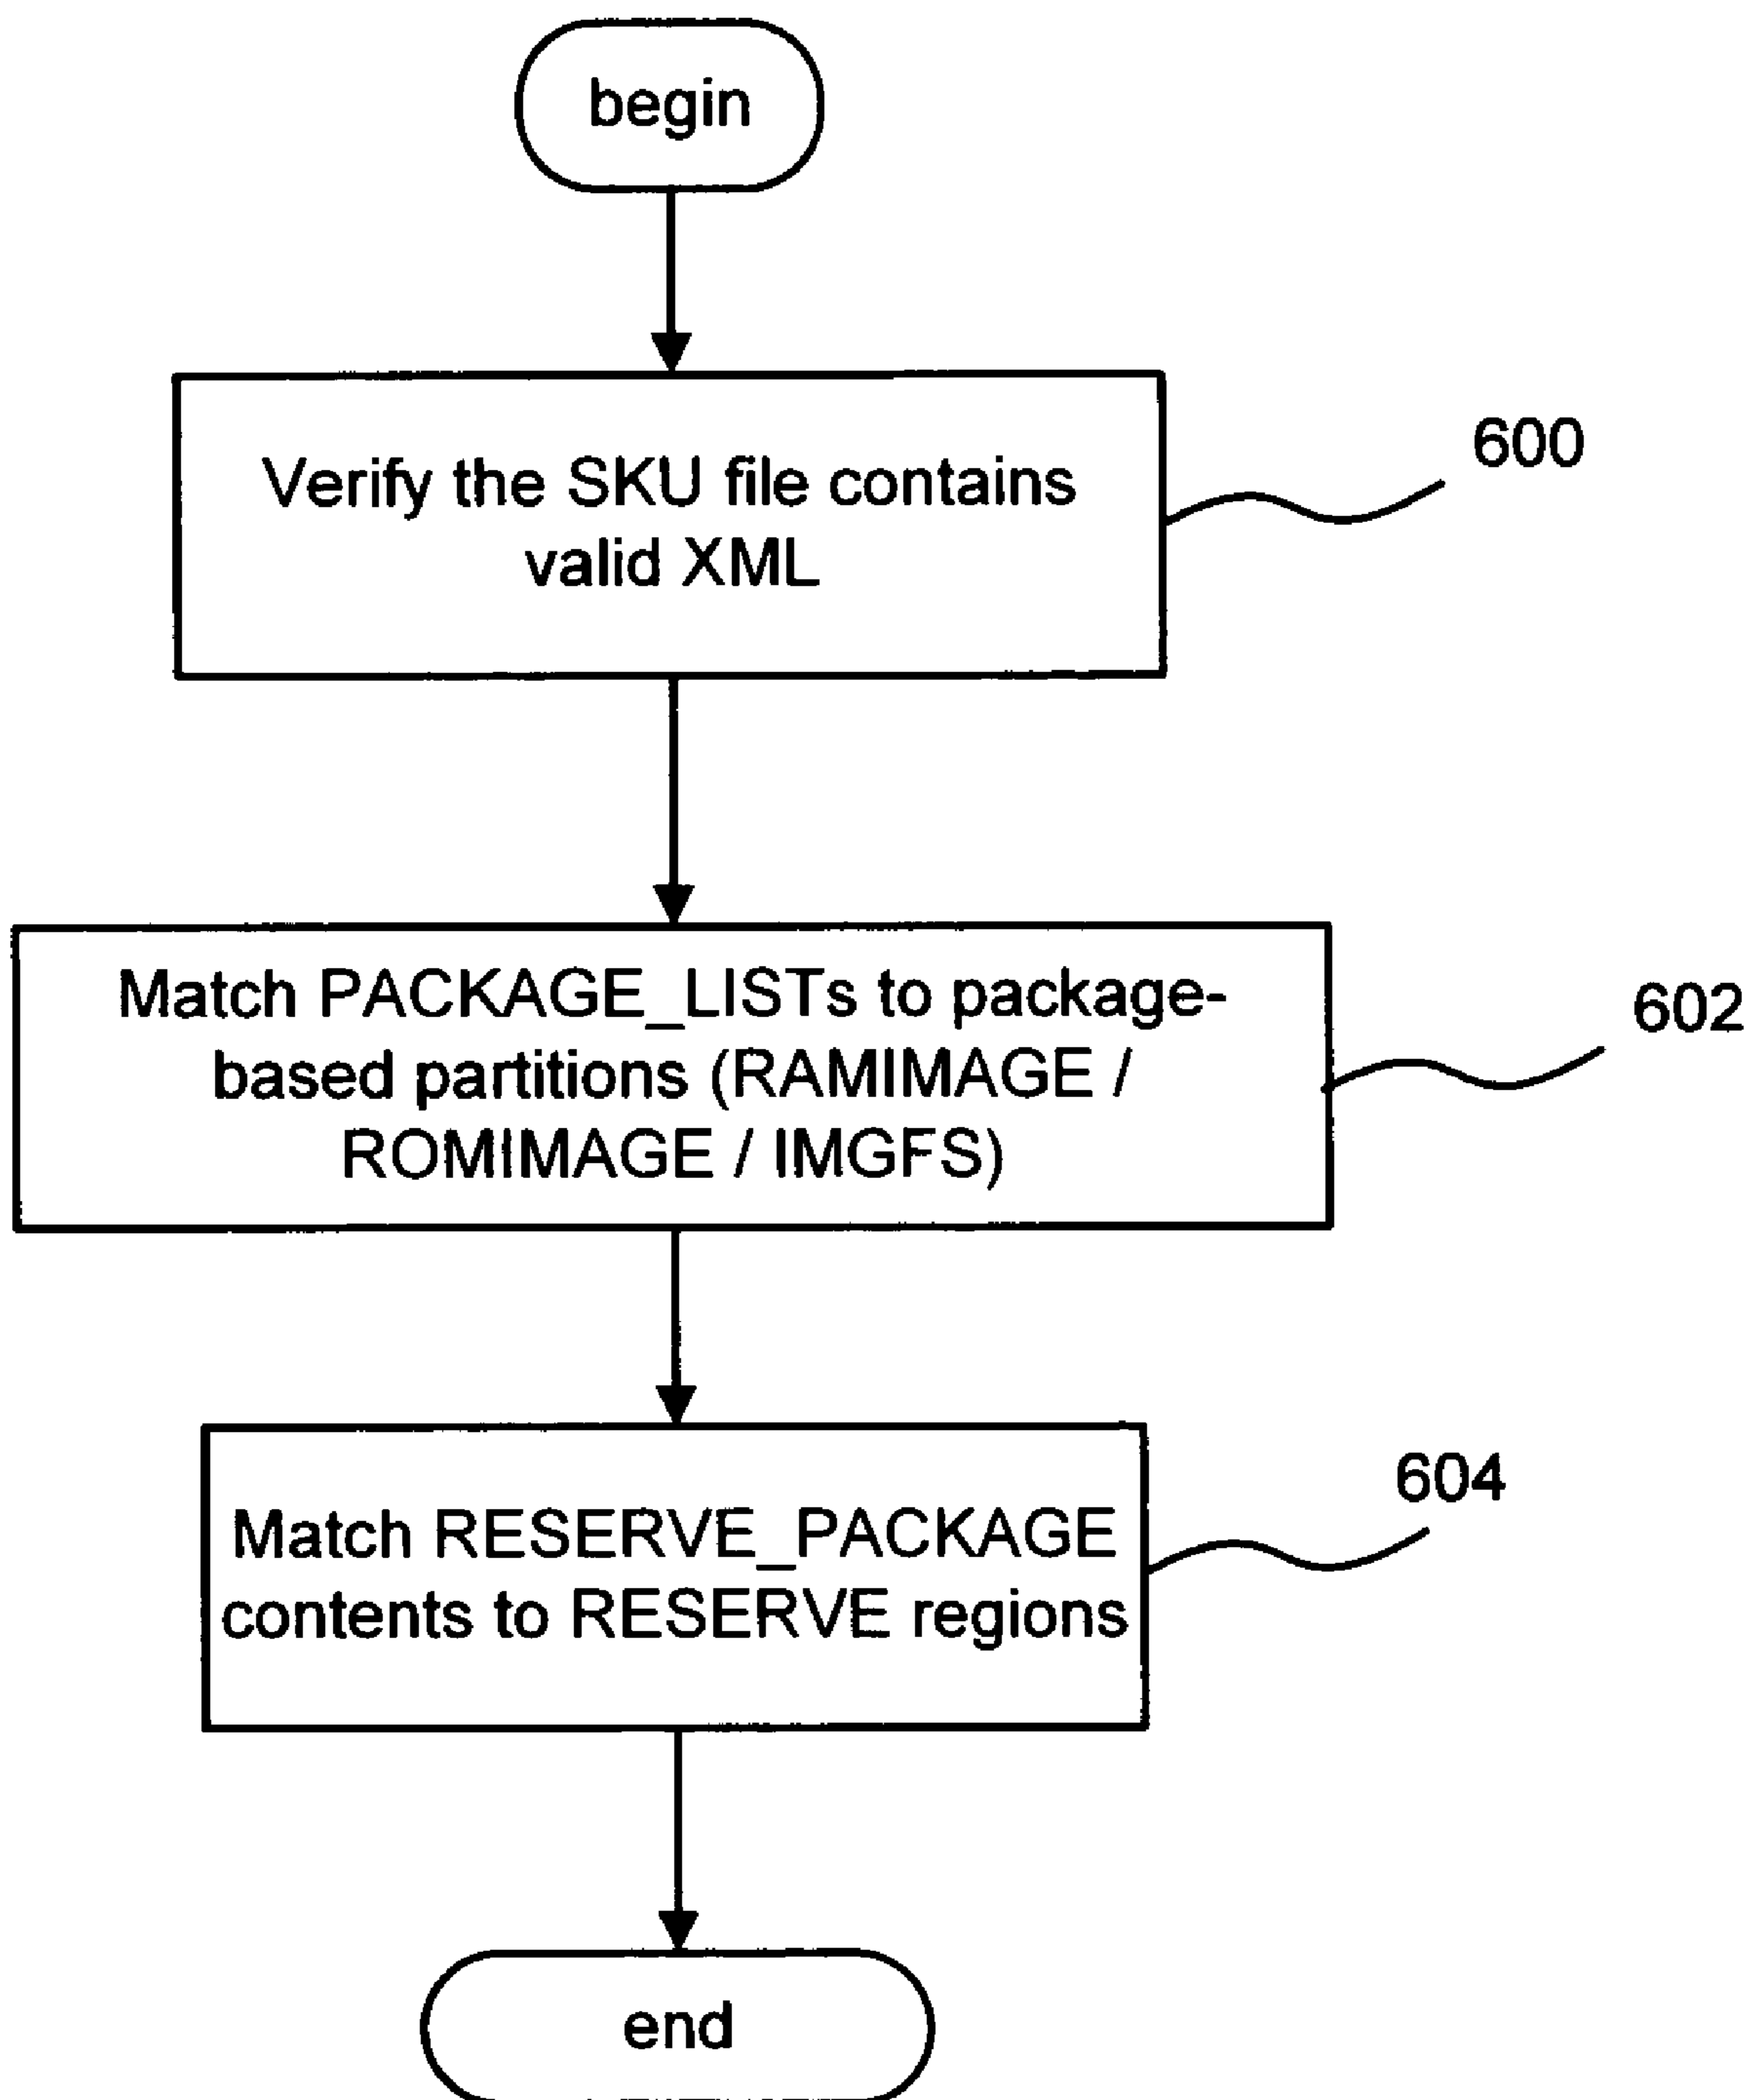 begin
Verify the SKU file contains
valid XML
600
Match PACKAGE_LISTs to package-
based partitions (RAMIMAGE /
ROMIMAGE / IMGFS)
602
Match RESERVE_PACKAGE
contents to RESERVE regions
604
end